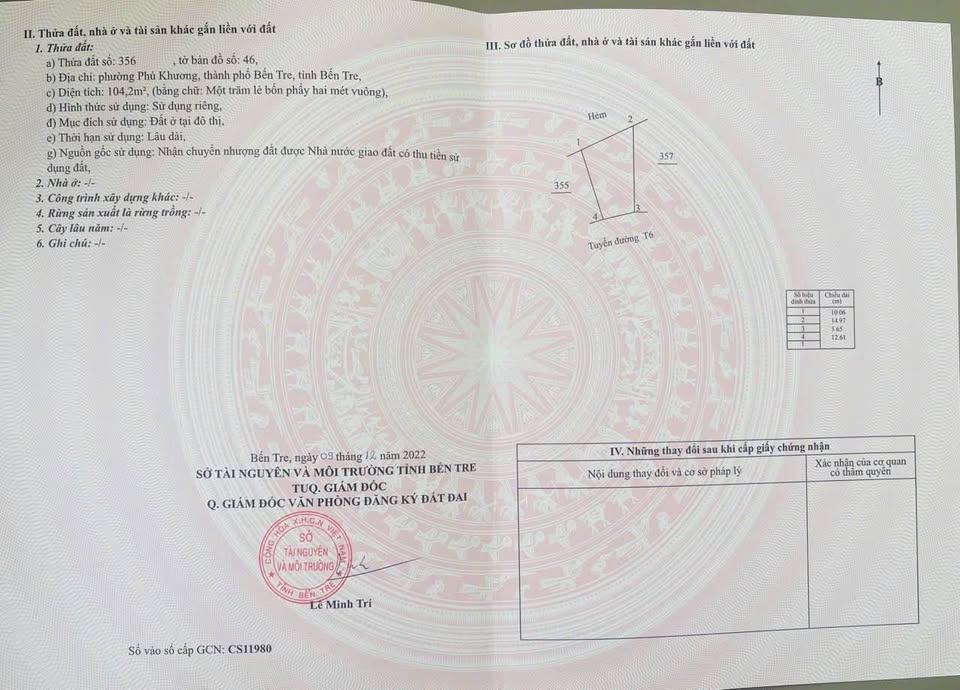 II. Thửa đất, nhà ở và tài sản khác gắn liền với đất
1. Thửa đất:
a) Thửa đất số: 356 , tờ bản đồ số: 46,
b) Địa chỉ: phường Phú Khương, thành phố Bến Tre, tỉnh Bến Tre,
c) Diện tích: 104,2m², (bằng chữ: Một trăm lẻ bốn phẩy hai mét vuông),
d) Hình thức sử dụng: Sử dụng riêng,
đ) Mục đích sử dụng: Đất ở tại đô thị,
e) Thời hạn sử dụng: Lâu dài,
g) Nguồn gốc sử dụng: Nhận chuyển nhượng đất được Nhà nước giao đất có thu tiền sử
dụng đất,
2. Nhà ở: -/-
3. Công trình xây dựng khác: -/-
4. Rừng sản xuất là rừng trồng: -/-
5. Cây lâu năm: -/-
6. Ghi chú: -/-
Bến Tre, ngày 09 tháng 12 năm 2022
SỞ TÀI NGUYÊN VÀ MÔI TRƯỜNG TỈNH BẾN TRE
TUQ. GIÁM ĐỐC
Q. GIÁM ĐỐC VĂN PHÒNG ĐĂNG KÝ ĐẤT ĐAI
CỘNG HÒA X.H.C.N VIỆT NAM
SỞ
TÀI NGUYÊN
VÀ MÔI TRƯỜNG
TỈNH BẾN TRE
Lê Minh Trí
Số vào sổ cấp GCN: CS11980
III. Sơ đồ thửa đất, nhà ở và tài sản khác gắn liền với đất
B
Hẻm
1
2
357
355
3
4
Tuyến đường T6
Số hiệu đỉnh thửa Chiều dài (m)
1
10.06
2
14.97
3
5.65
4
12.61
1
IV. Những thay đổi sau khi cấp giấy chứng nhận
Nội dung thay đổi và cơ sở pháp lý
Xác nhận của cơ quan
có thẩm quyền